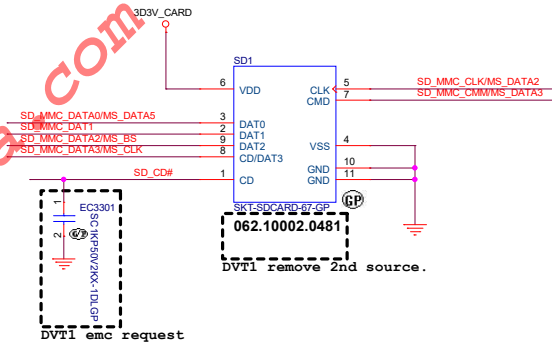 3D3V_CARD
SD1
6 VDD
CLK 5 SD_MMC_CLK/MS_DATA2
CMD 7 SD_MMC_CMM/MS_DATA3
SD_MMC_DATA0/MS_DATA5 3 DAT0
SD_MMC_DAT1 2 DAT1
SD_MMC_DATA2/MS_BS 9 DAT2
SD_MMC_DATA3/MS_CLK 8 CD/DAT3
VSS 4
GND 10
GND 11
SD_CD# 1 CD
SKT-SDCARD-67-GP
GP
062.10002.0481
DVT1 remove 2nd source.
1
EC3301
SC1KP50V2KX-1DLGP
2
DVT1 emc request
a.com